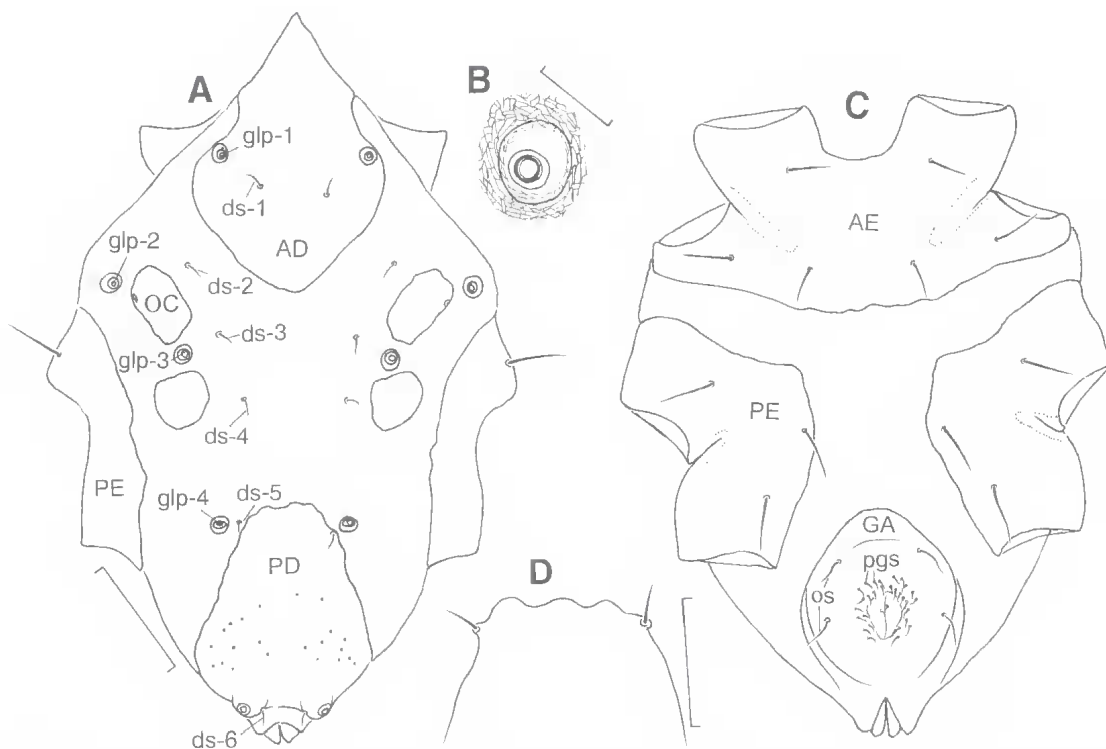 A
glp-1
ds-1
AD
glp-2
ds-2
OC
ds-3
glp-3
ds-4
PE
glp-4
ds-5
PD
ds-6
B
C
AE
PE
GA
pgs
os
D